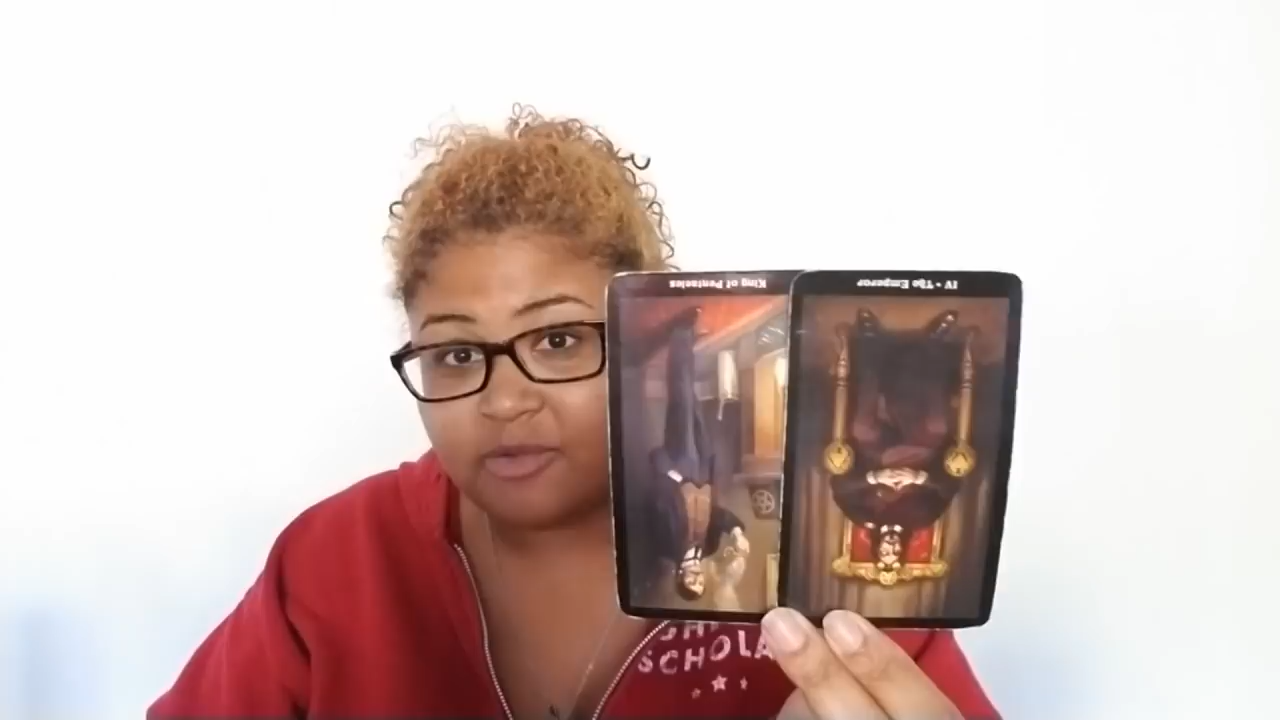 King of Pentacles
IV • The Emperor
SCHOLA